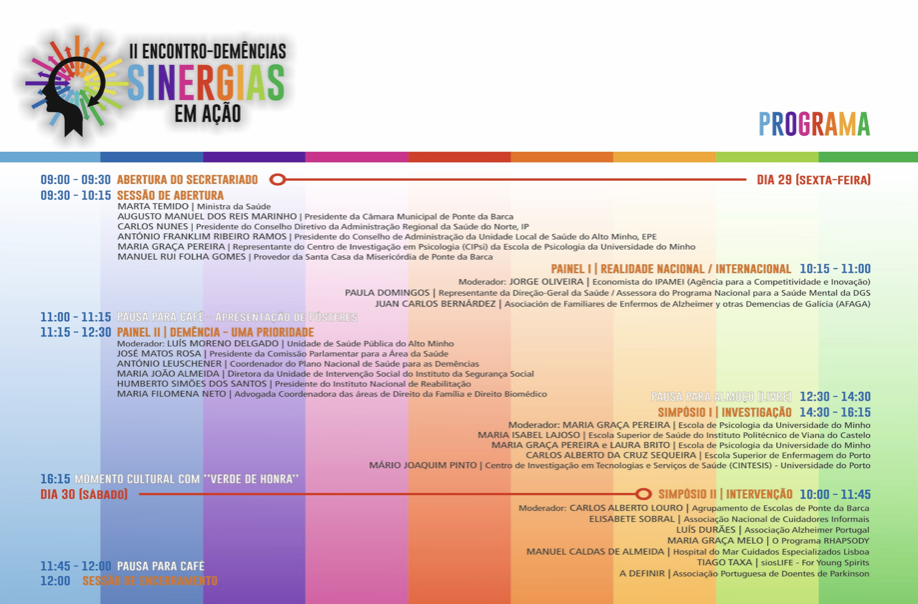 II ENCONTRO-DEMÊNCIAS
SINERGIAS
EM AÇÃO
PROGRAMA
09:00 - 09:30 ABERTURA DO SECRETARIADO
DIA 29 (SEXTA-FEIRA)
09:30 - 10:15 SESSÃO DE ABERTURA
MARTA TEMIDO | Ministra da Saúde
AUGUSTO MANUEL DOS REIS MARINHO | Presidente da Câmara Municipal de Ponte da Barca
CARLOS NUNES | Presidente do Conselho Diretivo da Administração Regional da Saúde do Norte, IP
ANTÓNIO FRANKLIM RIBEIRO RAMOS | Presidente do Conselho de Administração da Unidade Local de Saúde do Alto Minho, EPE
MARIA GRAÇA PEREIRA | Representante do Centro de Investigação em Psicologia (CIPsi) da Escola de Psicologia da Universidade do Minho
MANUEL RUI FOLHA GOMES | Provedor da Santa Casa da Misericórdia de Ponte da Barca
PAINEL I | REALIDADE NACIONAL / INTERNACIONAL 10:15 - 11:00
Moderador: JORGE OLIVEIRA | Economista do IPAMEI (Agência para a Competitividade e Inovação)
PAULA DOMINGOS | Representante da Direção-Geral da Saúde / Assessora do Programa Nacional para a Saúde Mental da DGS
JUAN CARLOS BERNÁRDEZ | Asociación de Familiares de Enfermos de Alzheimer y otras Demencias de Galicia (AFAGA)
11:00 - 11:15 PAUSA PARA CAFÉ - APRESENTAÇÃO DE PÓSTERES
11:15 - 12:30 PAINEL II | DEMÊNCIA - UMA PRIORIDADE
Moderador: LUÍS MORENO DELGADO | Unidade de Saúde Pública do Alto Minho
JOSÉ MATOS ROSA | Presidente da Comissão Parlamentar para a Área da Saúde
ANTÓNIO LEUSCHENER | Coordenador do Plano Nacional de Saúde para as Demências
MARIA JOÃO ALMEIDA | Diretora da Unidade de Intervenção Social do Instituto da Segurança Social
HUMBERTO SIMÕES DOS SANTOS | Presidente do Instituto Nacional de Reabilitação
MARIA FILOMENA NETO | Advogada Coordenadora das áreas de Direito da Família e Direito Biomédico
PAUSA PARA ALMOÇO (LIVRE) 12:30 - 14:30
SIMPÓSIO I | INVESTIGAÇÃO 14:30 - 16:15
Moderador: MARIA GRAÇA PEREIRA | Escola de Psicologia da Universidade do Minho
MARIA ISABEL LAJOSO | Escola Superior de Saúde do Instituto Politécnico de Viana do Castelo
MARIA GRAÇA PEREIRA e LAURA BRITO | Escola de Psicologia da Universidade do Minho
CARLOS ALBERTO DA CRUZ SEQUEIRA | Escola Superior de Enfermagem do Porto
MÁRIO JOAQUIM PINTO | Centro de Investigação em Tecnologias e Serviços de Saúde (CINTESIS) - Universidade do Porto
16:15 MOMENTO CULTURAL COM "VERDE DE HONRA"
DIA 30 (SÁBADO)
SIMPÓSIO II | INTERVENÇÃO 10:00 - 11:45
Moderador: CARLOS ALBERTO LOURO | Agrupamento de Escolas de Ponte da Barca
ELISABETE SOBRAL | Associação Nacional de Cuidadores Informais
LUÍS DURÃES | Associação Alzheimer Portugal
MARIA GRAÇA MELO | O Programa RHAPSODY
MANUEL CALDAS DE ALMEIDA | Hospital do Mar Cuidados Especializados Lisboa
TIAGO TAXA | siosLIFE - For Young Spirits
A DEFINIR | Associação Portuguesa de Doentes de Parkinson
11:45 - 12:00 PAUSA PARA CAFÉ
12:00 SESSÃO DE ENCERRAMENTO